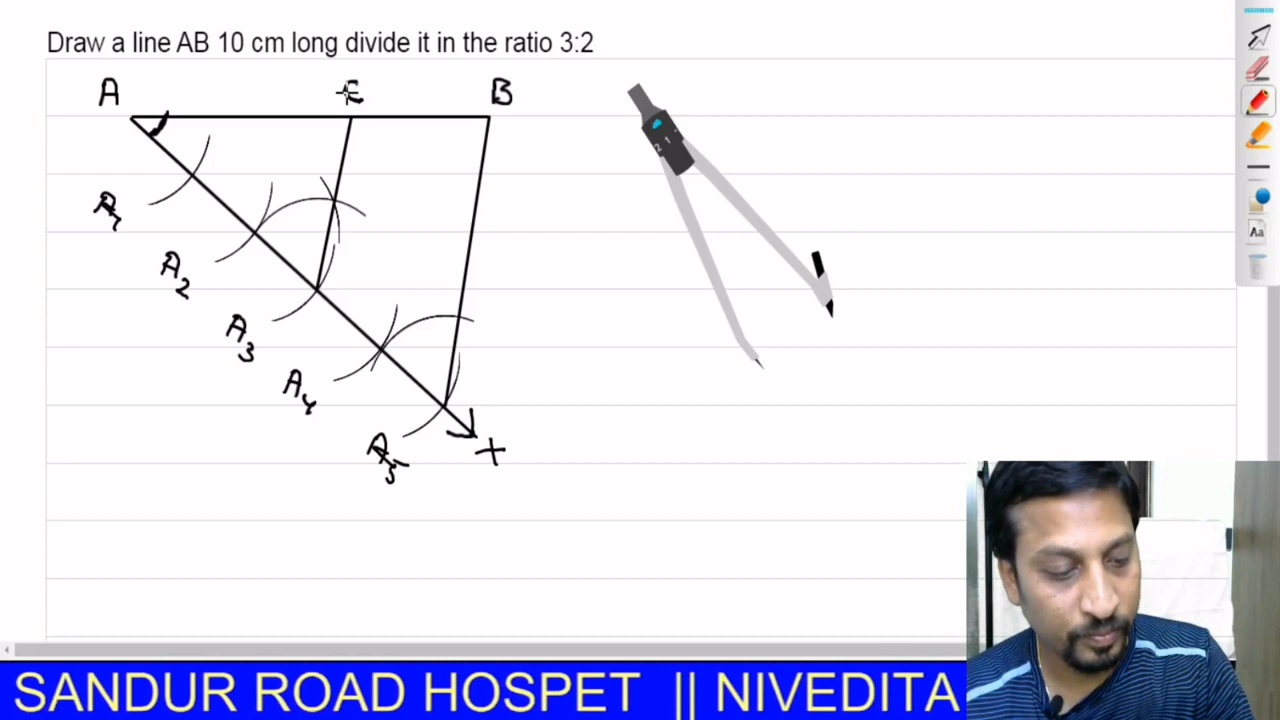 Draw a line AB 10 cm long divide it in the ratio 3:2
A B
A1
A2
A3
A4
A5
X
Aa
SANDUR ROAD HOSPET || NIVEDITA